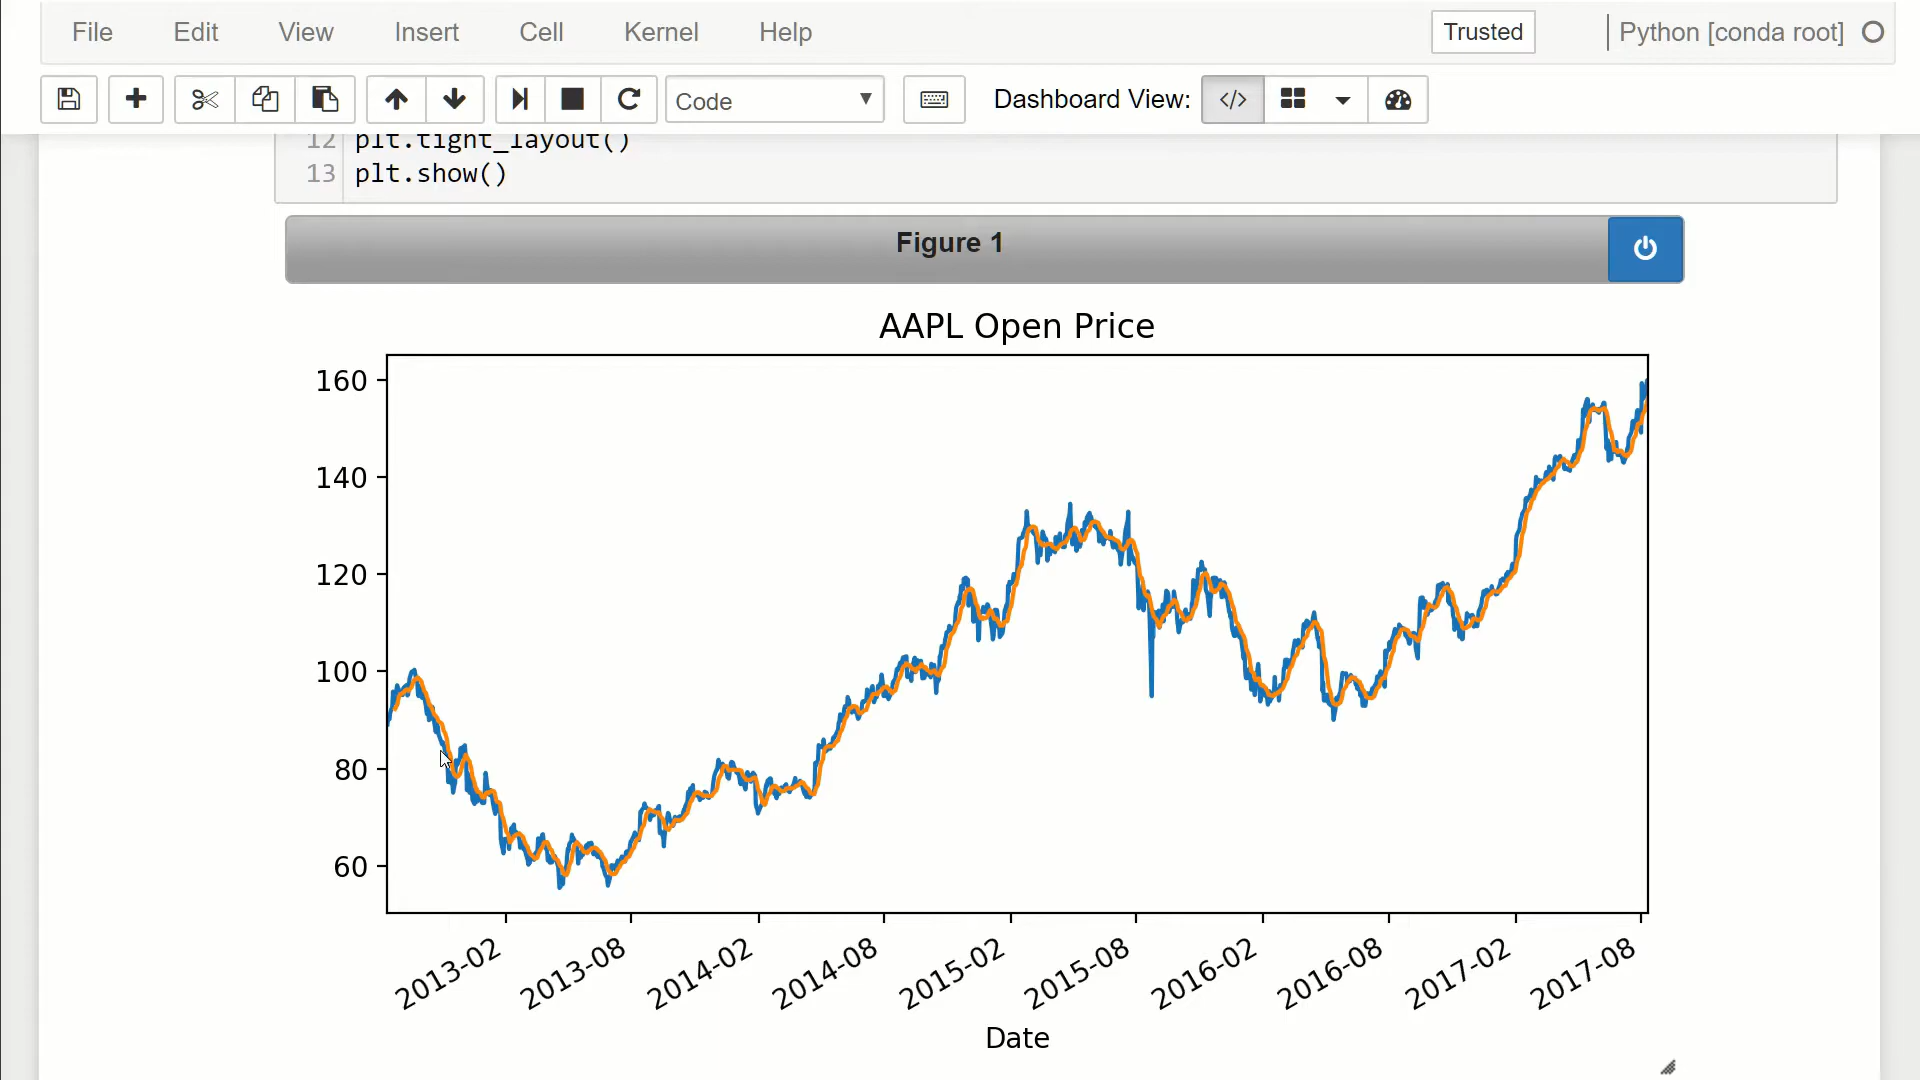 File Edit View Insert Cell Kernel Help Trusted Python [conda root]
Code Dashboard View: </>
12 plt.tight_layout()
13 plt.show()
Figure 1
AAPL Open Price
160
140
120
100
80
60
2013-02 2013-08 2014-02 2014-08 2015-02 2015-08 2016-02 2016-08 2017-02 2017-08
Date